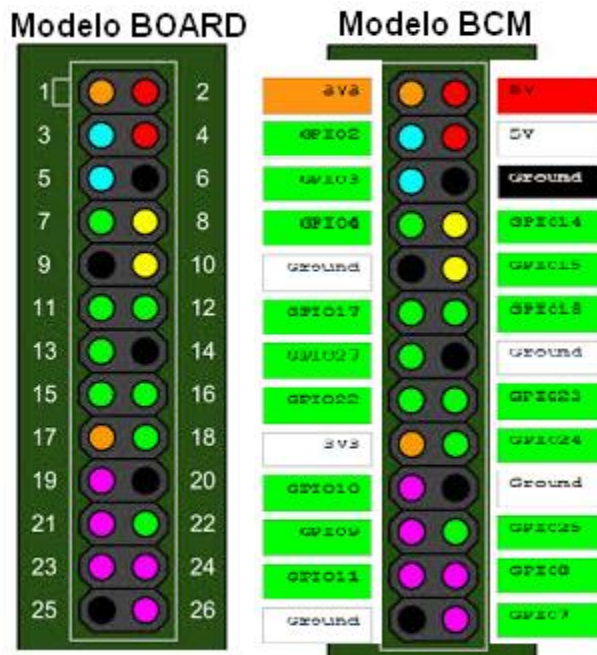 Modelo BOARD
1 2
3 4
5 6
7 8
9 10
11 12
13 14
15 16
17 18
19 20
21 22
23 24
25 26
Modelo BCM
3V3 5V
GPIO2 5V
GPIO3 Ground
GPIO14
Ground GPIO15
GPIO17 GPIO18
GPIO27 Ground
GPIO22 GPIO23
3V3 GPIO24
GPIO10 Ground
GPIO9 GPIO25
GPIO11 GPIO8
Ground GPIO7